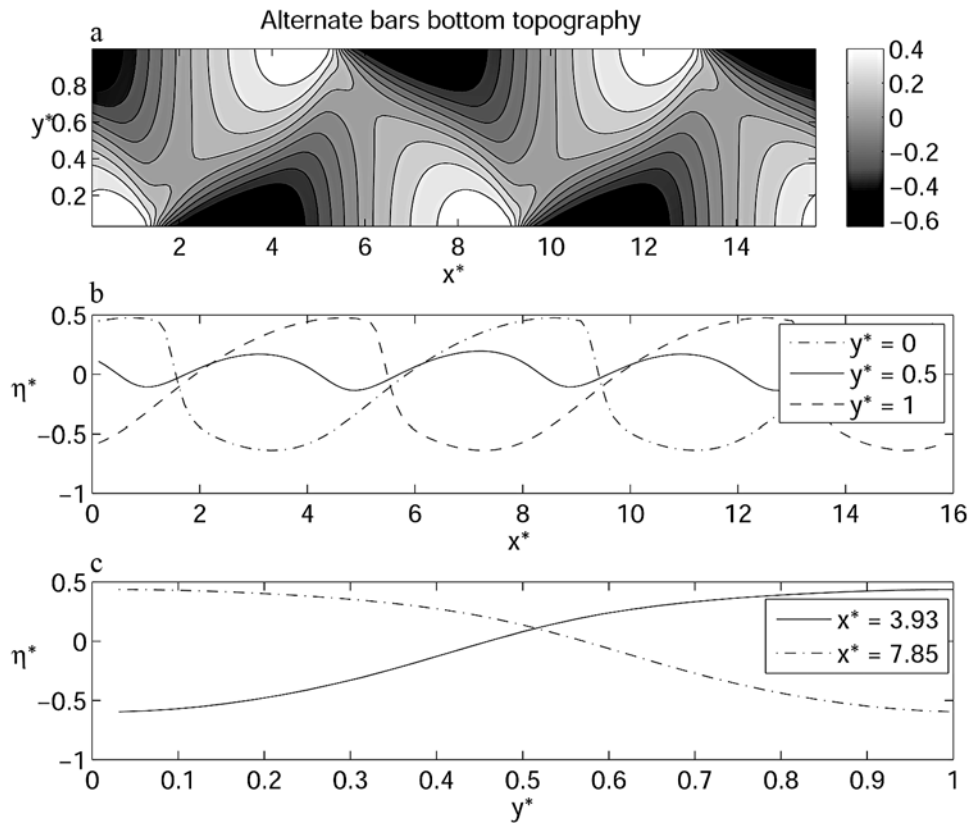 Alternate bars bottom topography
a
0.8
0.6
0.4
0.2
y*
2 4 6 8 10 12 14
x*
0.4
0.2
0
−0.2
−0.4
−0.6
b
0.5
0
−0.5
−1
η*
y* = 0
y* = 0.5
y* = 1
0 2 4 6 8 10 12 14 16
x*
c
0.5
0
−0.5
−1
η*
x* = 3.93
x* = 7.85
0 0.1 0.2 0.3 0.4 0.5 0.6 0.7 0.8 0.9 1
y*